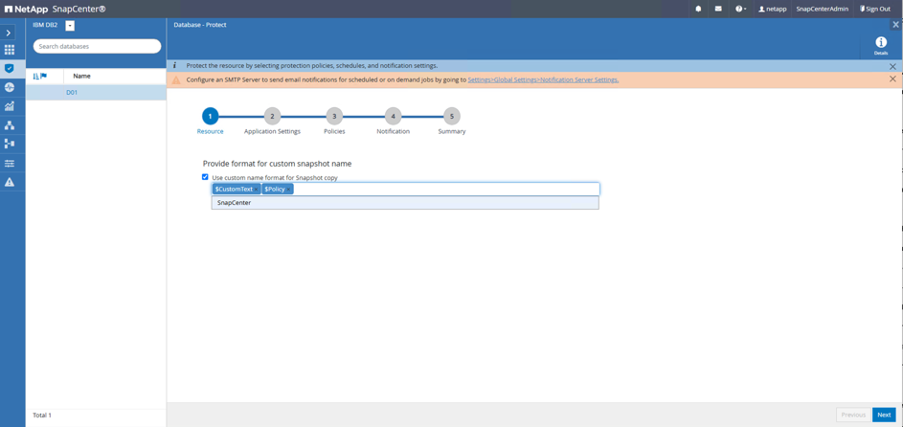 NetApp SnapCenter®
netapp SnapCenterAdmin Sign Out
IBM DB2
Search databases
Name
D01
Total 1
Database - Protect
Details
Protect the resource by selecting protection policies, schedules, and notification settings.
Configure an SMTP Server to send email notifications for scheduled or on demand jobs by going to Settings>Global Settings>Notification Server Settings.
1 2 3 4 5
Resource Application Settings Policies Notification Summary
Provide format for custom snapshot name
Use custom name format for Snapshot copy
$CustomText × $Policy ×
SnapCenter
Previous Next